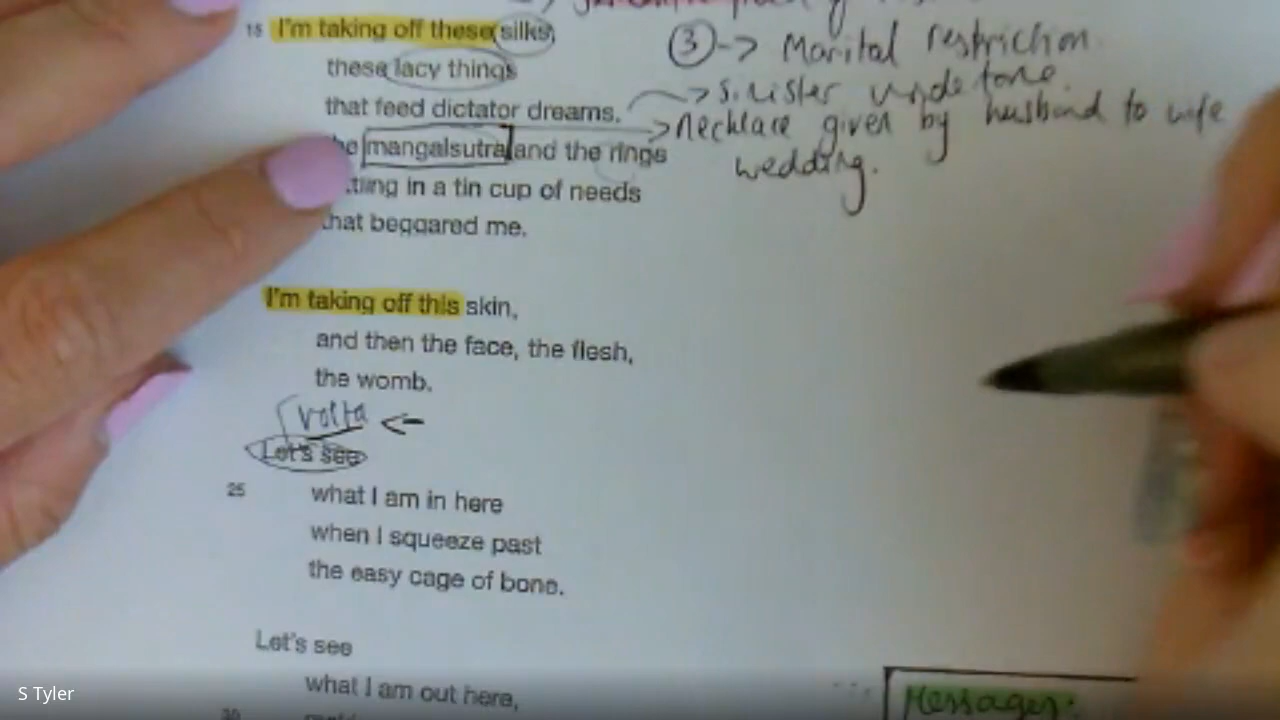 15 I'm taking off these silks,
③-> Marital restriction.
these lacy things
-> sinister undertone.
that feed dictator dreams,
-> necklace given by husband to wife
mangalsutra and the rings
wedding.
in a tin cup of needs
that beggared me.
I'm taking off this skin,
and then the face, the flesh,
the womb.
volta <-
Let's see
25 what I am in here
when I squeeze past
the easy cage of bone.
Let's see
what I am out here,
30
Messages:
S Tyler